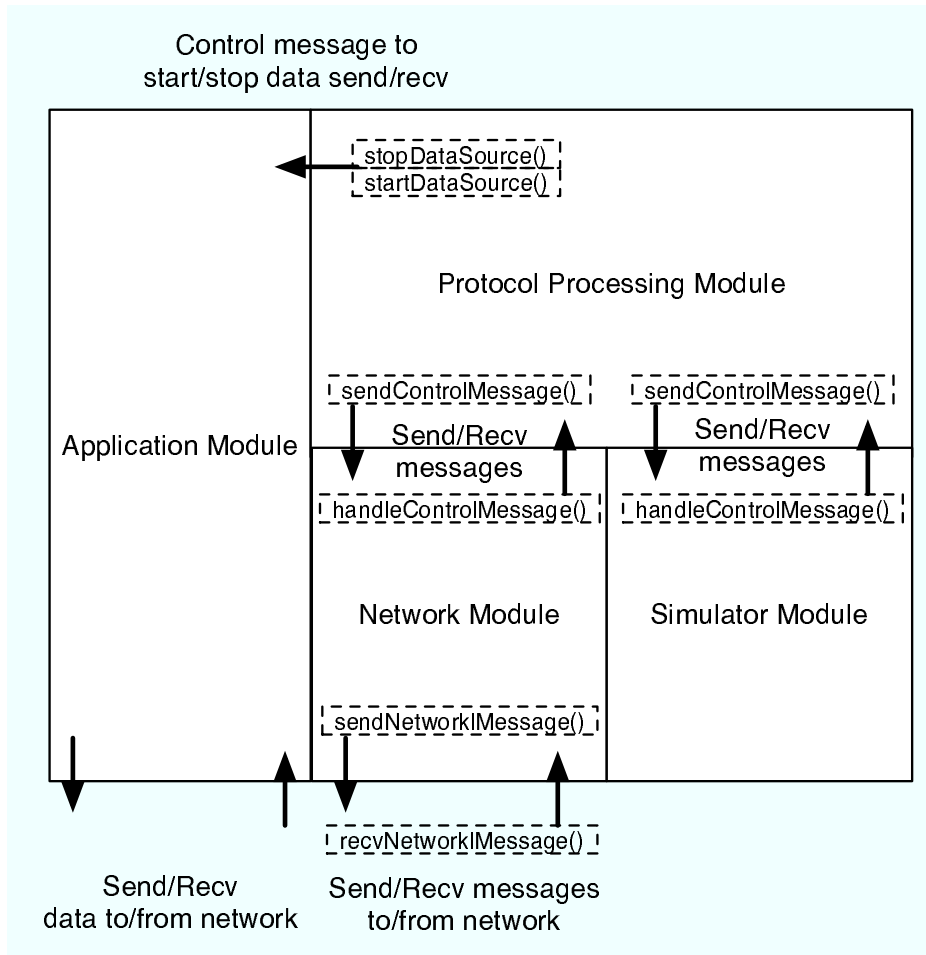 Control message to
start/stop data send/recv
stopDataSource()
startDataSource()
Protocol Processing Module
sendControlMessage()
sendControlMessage()
Application Module
Send/Recv
messages
Send/Recv
messages
handleControlMessage()
handleControlMessage()
Network Module
Simulator Module
sendNetworklMessage()
recvNetworklMessage()
Send/Recv
data to/from network
Send/Recv messages
to/from network